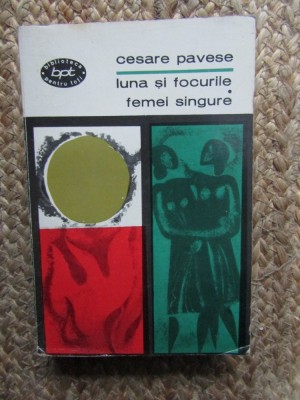 biblioteca
bpt
pentru toți
cesare pavese
luna și focurile
femei singure